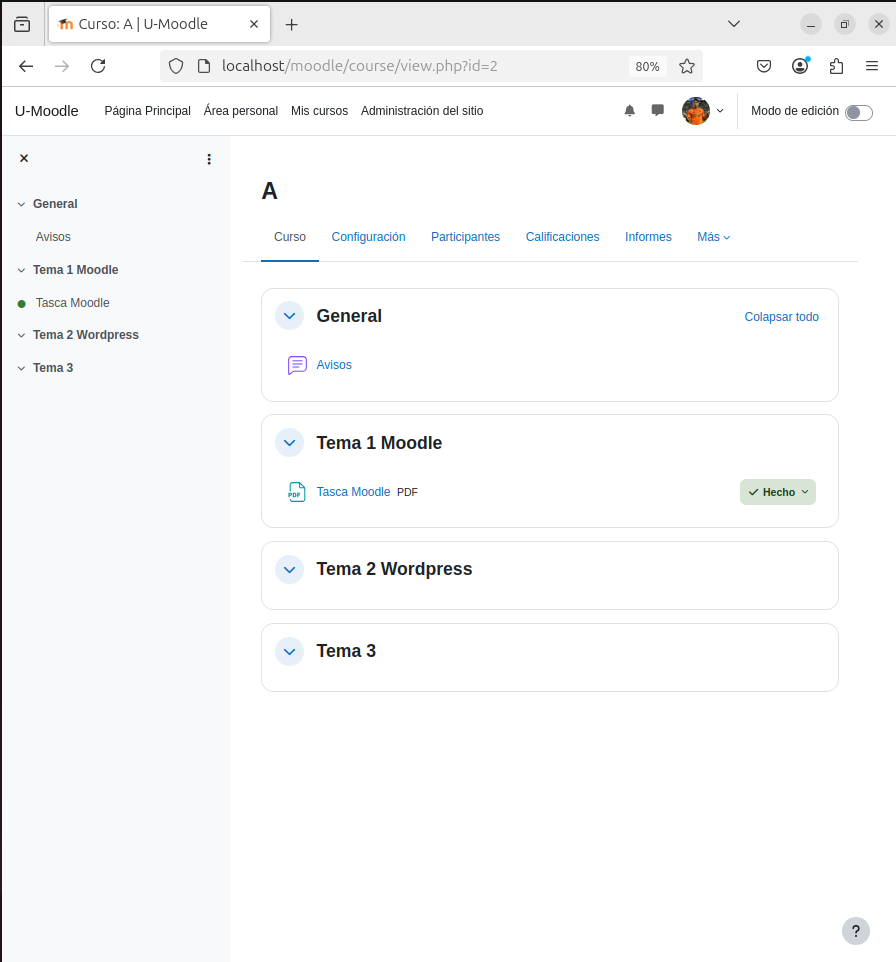 Curso: A | U-Moodle
localhost/moodle/course/view.php?id=2
80%
U-Moodle
Página Principal
Área personal
Mis cursos
Administración del sitio
Modo de edición
General
Avisos
Tema 1 Moodle
Tasca Moodle
Tema 2 Wordpress
Tema 3
A
Curso
Configuración
Participantes
Calificaciones
Informes
Más
General
Colapsar todo
Avisos
Tema 1 Moodle
PDF
Tasca Moodle PDF
Hecho
Tema 2 Wordpress
Tema 3
?